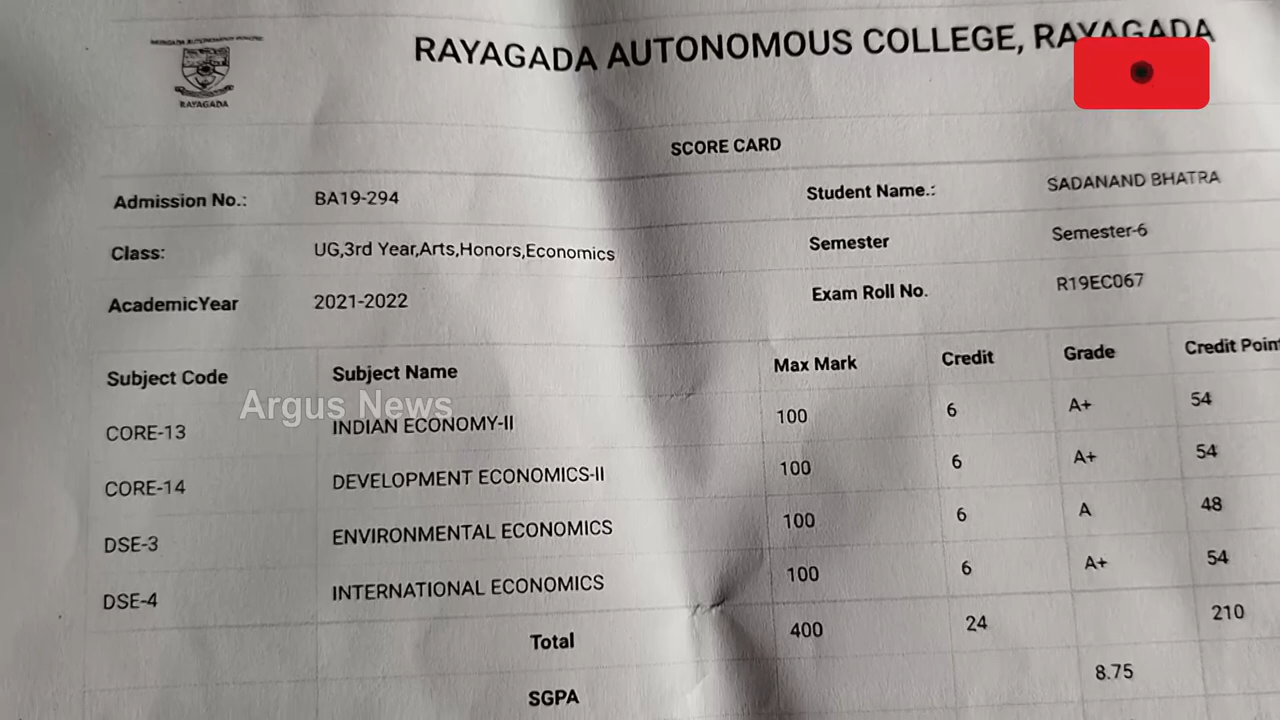 RAYAGADA AUTONOMOUS COLLEGE, RAYAGADA
RAYAGADA
SCORE CARD
Admission No.: BA19-294 Student Name.: SADANAND BHATRA
Class: UG,3rd Year,Arts,Honors,Economics Semester Semester-6
AcademicYear 2021-2022 Exam Roll No. R19EC067
Subject Code Subject Name Max Mark Credit Grade Credit Point
Argus News
CORE-13 INDIAN ECONOMY-II 100 6 A+ 54
CORE-14 DEVELOPMENT ECONOMICS-II 100 6 A+ 54
DSE-3 ENVIRONMENTAL ECONOMICS 100 6 A 48
DSE-4 INTERNATIONAL ECONOMICS 100 6 A+ 54
Total 400 24 210
SGPA 8.75